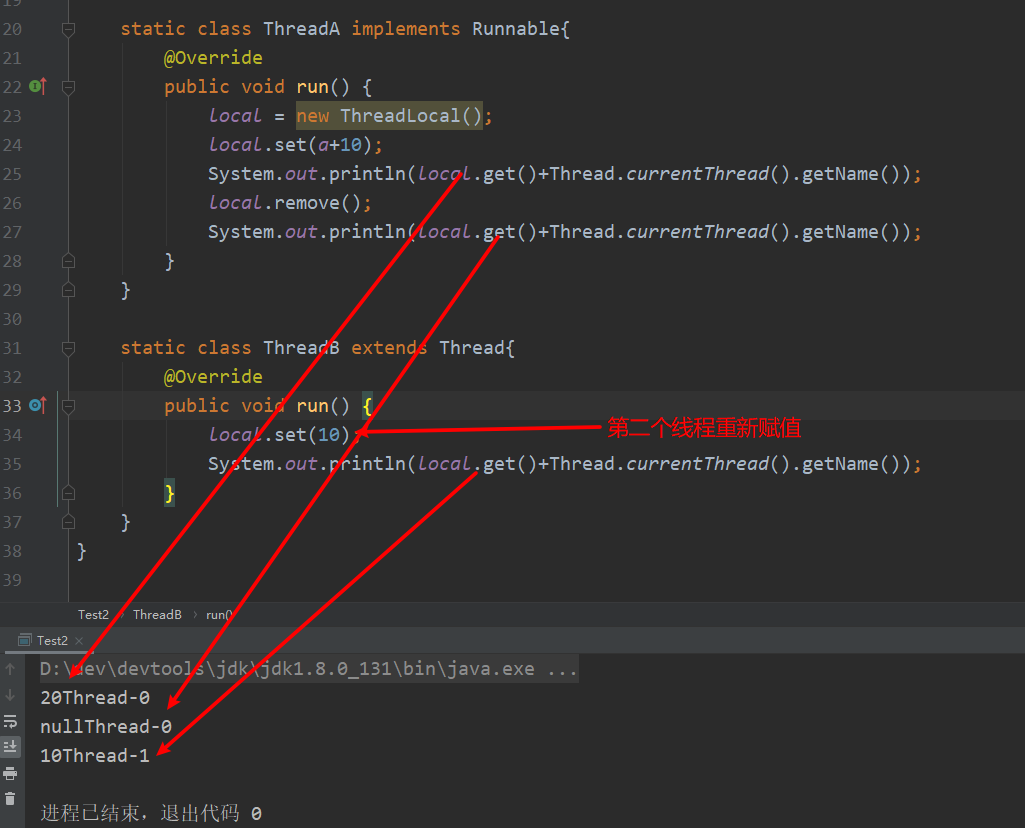 19
20 static class ThreadA implements Runnable{
21 @Override
22 public void run() {
23 local = new ThreadLocal();
24 local.set(a+10);
25 System.out.println(local.get()+Thread.currentThread().getName());
26 local.remove();
27 System.out.println(local.get()+Thread.currentThread().getName());
28 }
29 }
30
31 static class ThreadB extends Thread{
32 @Override
33 public void run() {
34 local.set(10); 第二个线程重新赋值
35 System.out.println(local.get()+Thread.currentThread().getName());
36 }
37 }
38 }
39
Test2 › ThreadB › run()
Test2 ×
D:\dev\devtools\jdk\jdk1.8.0_131\bin\java.exe ...
20Thread-0
nullThread-0
10Thread-1
进程已结束，退出代码 0